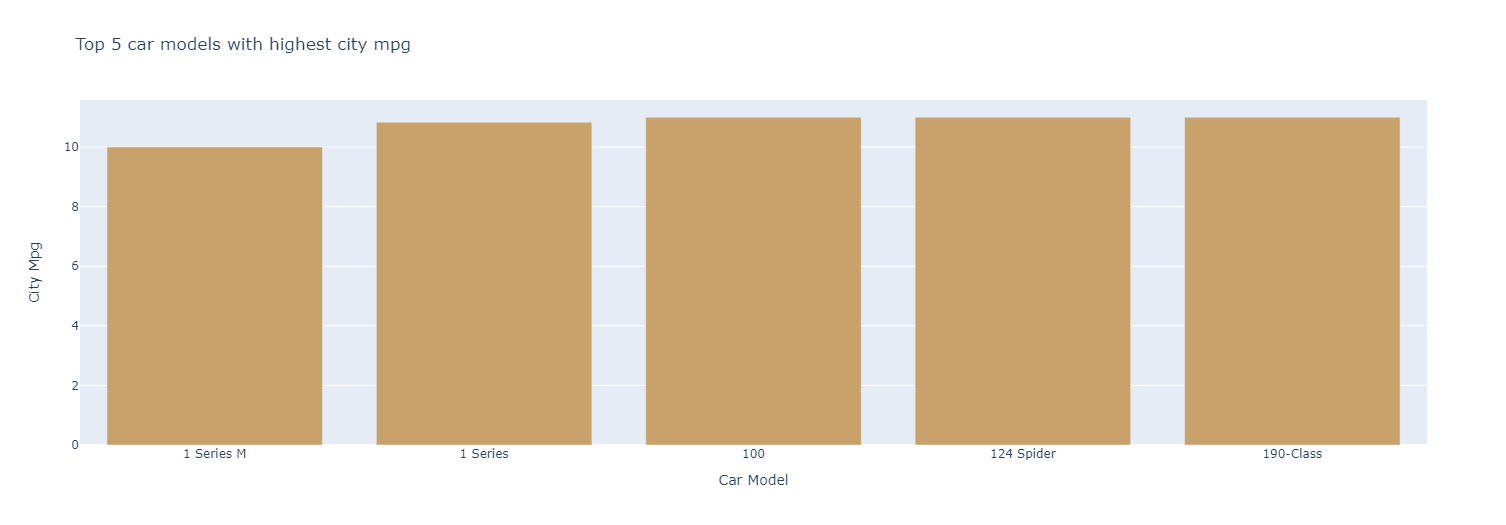 Top 5 car models with highest city mpg
City Mpg
10
8
6
4
2
0
1 Series M
1 Series
100
124 Spider
190-Class
Car Model